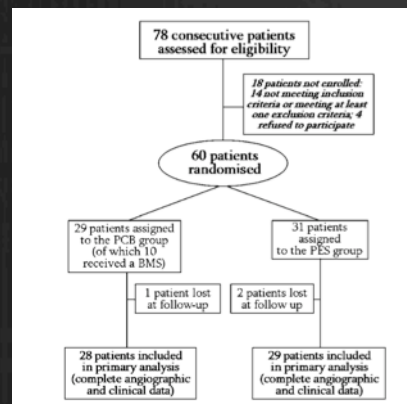 78 consecutive patients
assessed for eligibility
18 patients not enrolled:
14 not meeting inclusion
criteria or meeting at least
one exclusion criteria; 4
refused to participate
60 patients
randomised
29 patients assigned
to the PCB group
(of which 10
received a BMS)
31 patients
assigned
to the PES group
1 patient lost
at follow-up
2 patients lost
at follow up
28 patients included
in primary analysis
(complete angiographic
and clinical data)
29 patients included
in primary analysis
(complete angiographic
and clinical data)